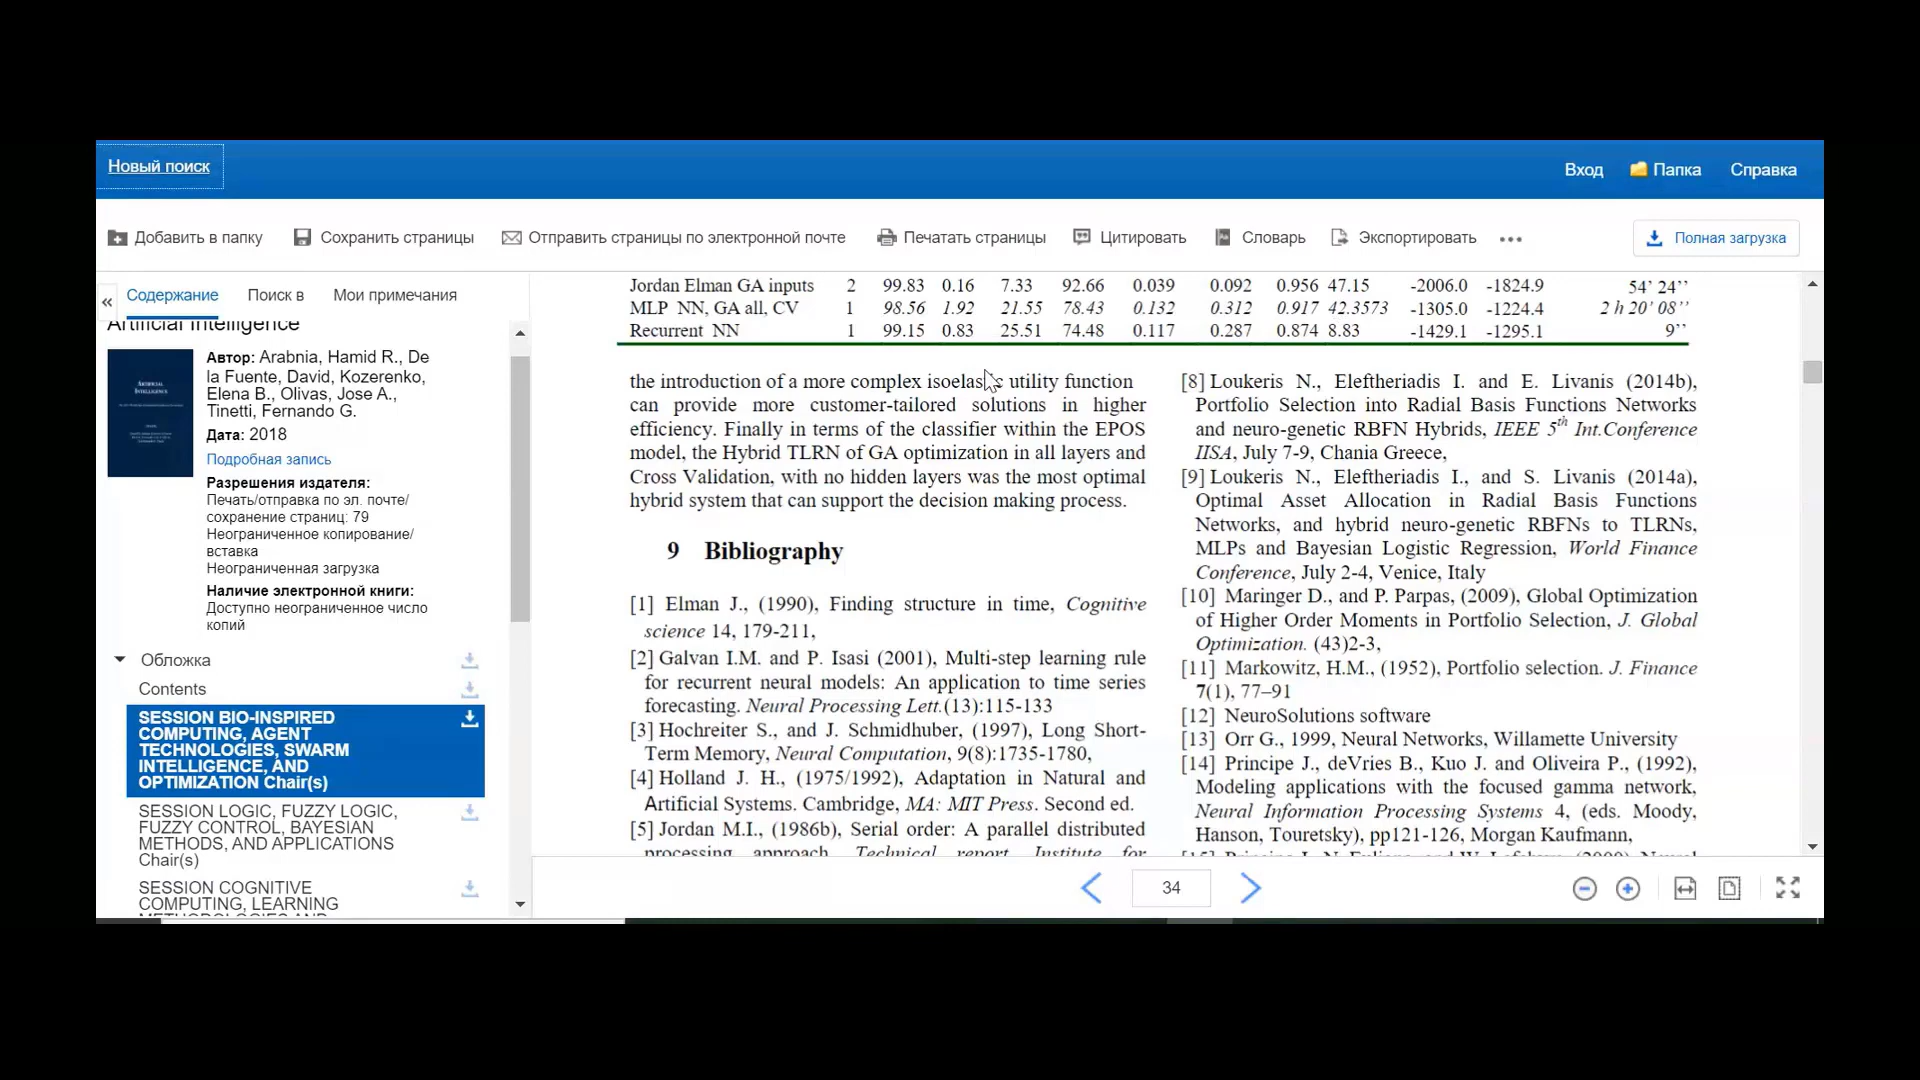 Новый поиск
Вход
Папка
Справка
Добавить в папку
Сохранить страницы
Отправить страницы по электронной почте
Печатать страницы
Цитировать
Словарь
Экспортировать
Полная загрузка
Содержание
Поиск в
Мои примечания
Artificial Intelligence
ARTIFICIAL
INTELLIGENCE
Автор: Arabnia, Hamid R., De
la Fuente, David, Kozerenko,
Elena B., Olivas, Jose A.,
Tinetti, Fernando G.
Дата: 2018
Подробная запись
Разрешения издателя:
Печать/отправка по эл. почте/
сохранение страниц: 79
Неограниченное копирование/
вставка
Неограниченная загрузка
Наличие электронной книги:
Доступно неограниченное число
копий
Обложка
Contents
SESSION BIO-INSPIRED
COMPUTING, AGENT
TECHNOLOGIES, SWARM
INTELLIGENCE, AND
OPTIMIZATION Chair(s)
SESSION LOGIC, FUZZY LOGIC,
FUZZY CONTROL, BAYESIAN
METHODS, AND APPLICATIONS
Chair(s)
SESSION COGNITIVE
COMPUTING, LEARNING
METHODOLOGIES AND
Jordan Elman GA inputs 2 99.83 0.16 7.33 92.66 0.039 0.092 0.956 47.15 -2006.0 -1824.9 54' 24''
MLP NN, GA all, CV 1 98.56 1.92 21.55 78.43 0.132 0.312 0.917 42.3573 -1305.0 -1224.4 2 h 20' 08''
Recurrent NN 1 99.15 0.83 25.51 74.48 0.117 0.287 0.874 8.83 -1429.1 -1295.1 9''
the introduction of a more complex isoelastic utility function
can provide more customer-tailored solutions in higher
efficiency. Finally in terms of the classifier within the EPOS
model, the Hybrid TLRN of GA optimization in all layers and
Cross Validation, with no hidden layers was the most optimal
hybrid system that can support the decision making process.
9 Bibliography
[1] Elman J., (1990), Finding structure in time, Cognitive
science 14, 179-211,
[2] Galvan I.M. and P. Isasi (2001), Multi-step learning rule
for recurrent neural models: An application to time series
forecasting. Neural Processing Lett.(13):115-133
[3] Hochreiter S., and J. Schmidhuber, (1997), Long Short-
Term Memory, Neural Computation, 9(8):1735-1780,
[4] Holland J. H., (1975/1992), Adaptation in Natural and
Artificial Systems. Cambridge, MA: MIT Press. Second ed.
[5] Jordan M.I., (1986b), Serial order: A parallel distributed
processing approach. Technical report, Institute for
[8] Loukeris N., Eleftheriadis I. and E. Livanis (2014b),
Portfolio Selection into Radial Basis Functions Networks
and neuro-genetic RBFN Hybrids, IEEE 5th Int.Conference
IISA, July 7-9, Chania Greece,
[9] Loukeris N., Eleftheriadis I., and S. Livanis (2014a),
Optimal Asset Allocation in Radial Basis Functions
Networks, and hybrid neuro-genetic RBFNs to TLRNs,
MLPs and Bayesian Logistic Regression, World Finance
Conference, July 2-4, Venice, Italy
[10] Maringer D., and P. Parpas, (2009), Global Optimization
of Higher Order Moments in Portfolio Selection, J. Global
Optimization. (43)2-3,
[11] Markowitz, H.M., (1952), Portfolio selection. J. Finance
7(1), 77–91
[12] NeuroSolutions software
[13] Orr G., 1999, Neural Networks, Willamette University
[14] Principe J., deVries B., Kuo J. and Oliveira P., (1992),
Modeling applications with the focused gamma network,
Neural Information Processing Systems 4, (eds. Moody,
Hanson, Touretsky), pp121-126, Morgan Kaufmann,
34